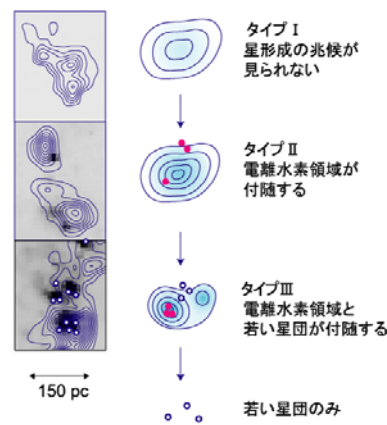 タイプⅠ
星形成の兆候が
見られない
タイプⅡ
電離水素領域が
付随する
タイプⅢ
電離水素領域と
若い星団が付随する
150 pc
若い星団のみ